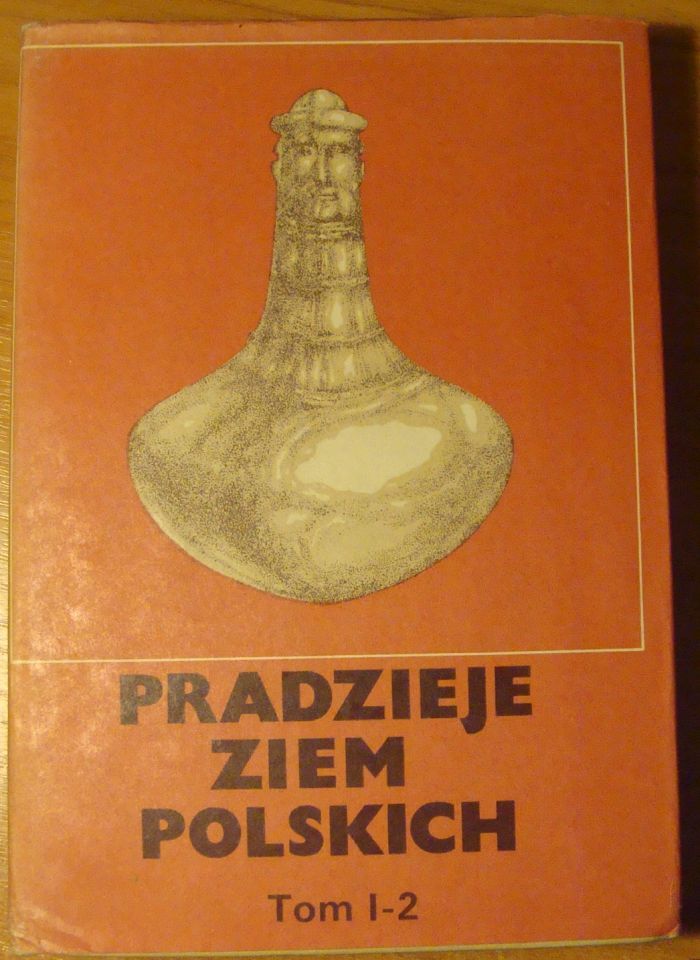 PRADZIEJE
ZIEM
POLSKICH
Tom I-2